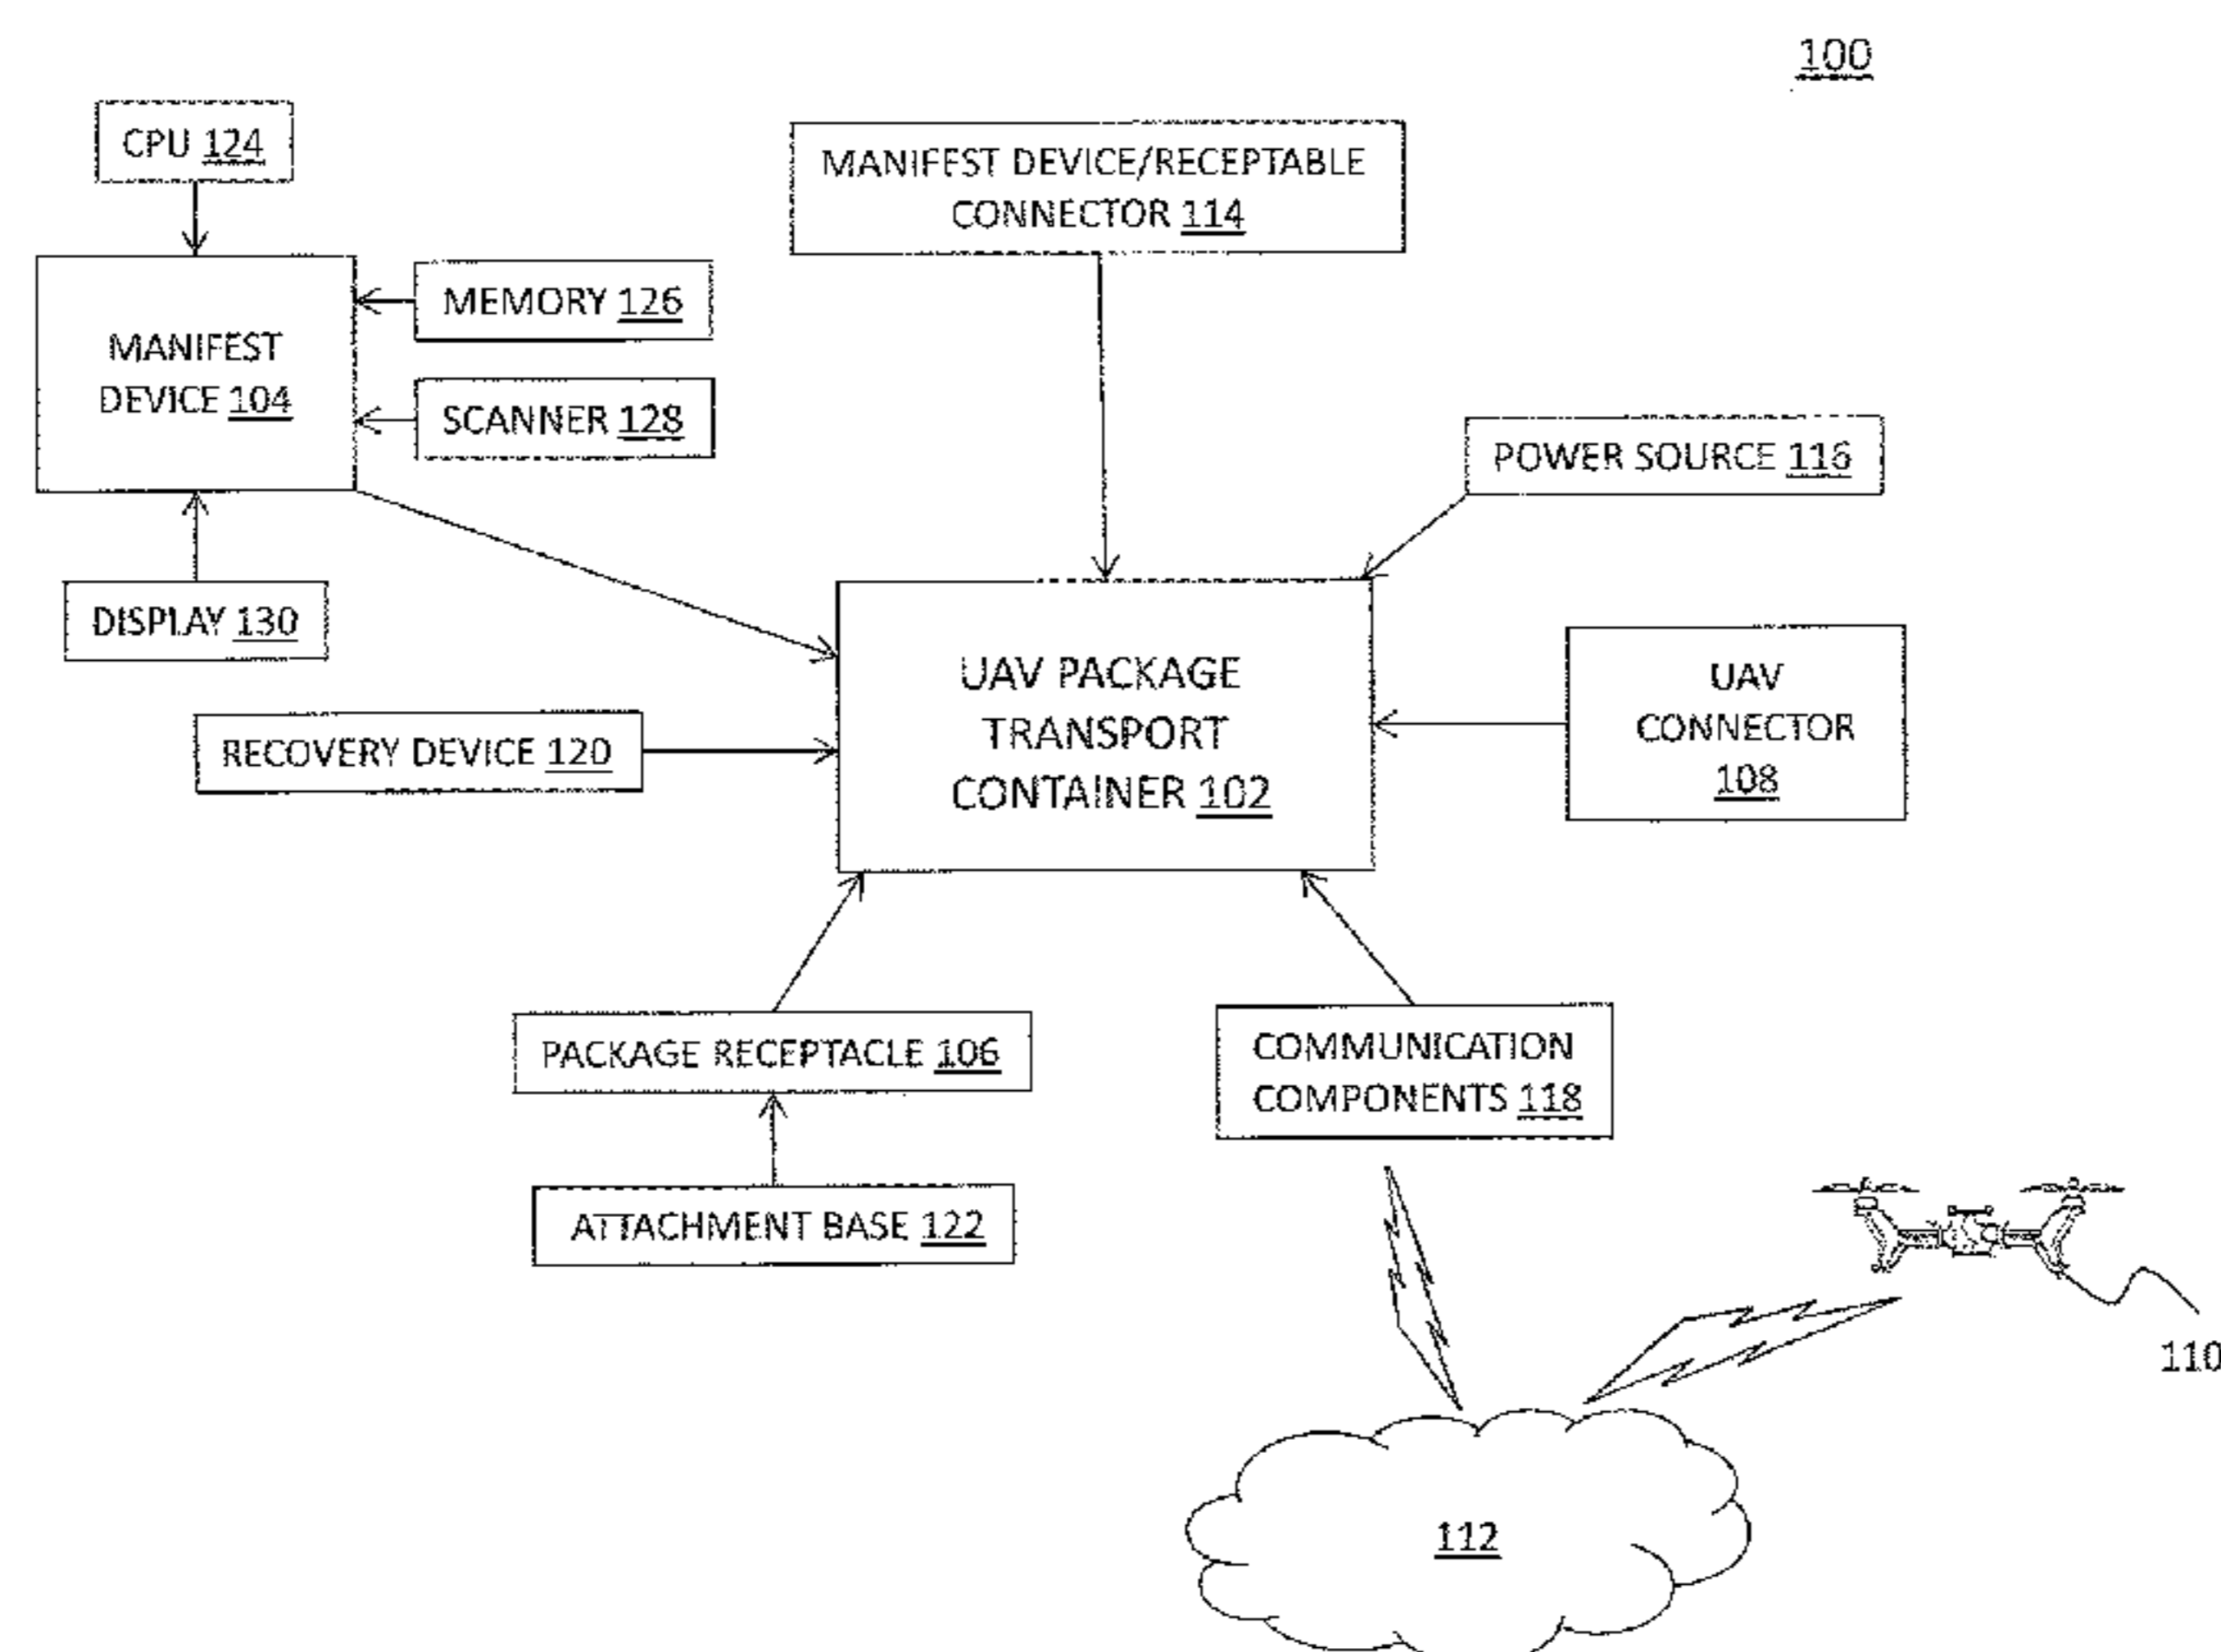 100
CPU 124
MANIFEST DEVICE/RECEPTABLE
CONNECTOR 114
MEMORY 126
MANIFEST
DEVICE 104
SCANNER 128
POWER SOURCE 116
DISPLAY 130
UAV PACKAGE
TRANSPORT
CONTAINER 102
UAV
CONNECTOR
108
RECOVERY DEVICE 120
PACKAGE RECEPTACLE 106
COMMUNICATION
COMPONENTS 118
ATTACHMENT BASE 122
110
112